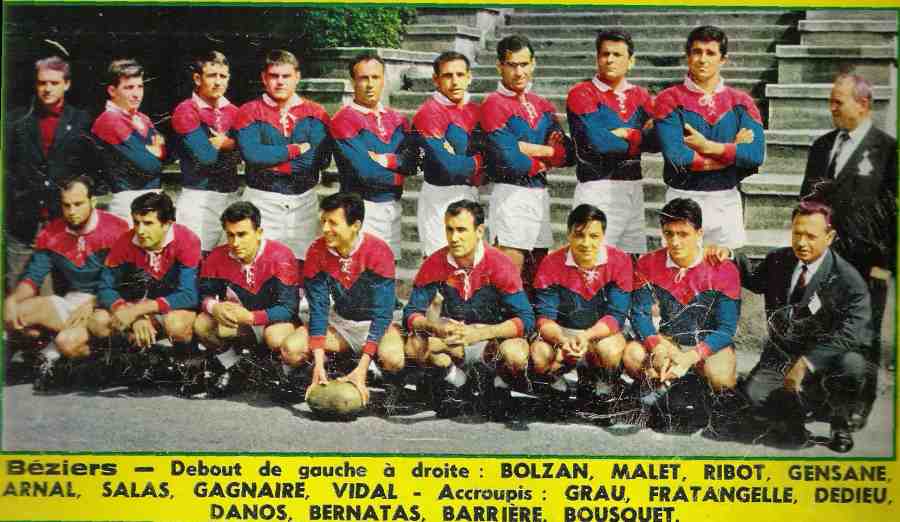 Béziers — Debout de gauche à droite : BOLZAN, MALET, RIBOT, GENSANE,
ARNAL, SALAS, GAGNAIRE, VIDAL - Accroupis : GRAU, FRATANGELLE, DEDIEU,
DANOS, BERNATAS, BARRIÈRE, BOUSQUET.